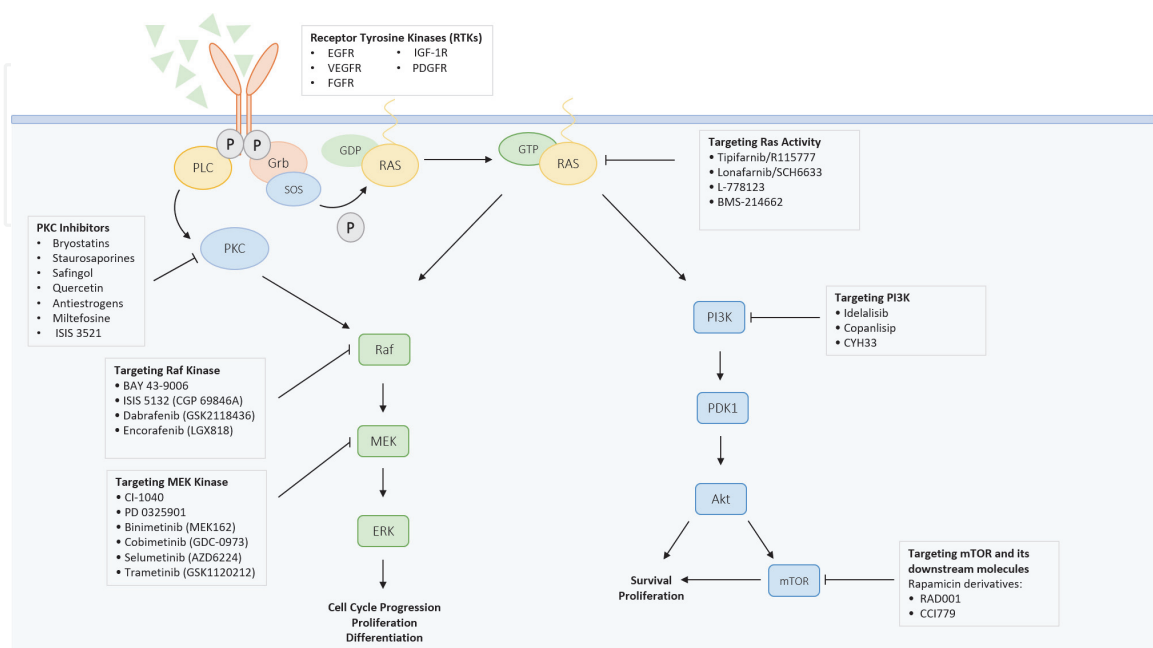 Receptor Tyrosine Kinases (RTKs)
• EGFR
• VEGFR
• FGFR
• IGF-1R
• PDGFR
P
P
PLC
Grb
SOS
GDP
RAS
P
GTP
RAS
Targeting Ras Activity
• Tipifarnib/R115777
• Lonafarnib/SCH6633
• L-778123
• BMS-214662
PKC Inhibitors
• Bryostatins
• Staurosaporines
• Safingol
• Quercetin
• Antiestrogens
• Miltefosine
• ISIS 3521
PKC
Targeting PI3K
• Idelalisib
• Copanlisip
• CYH33
PI3K
Raf
Targeting Raf Kinase
• BAY 43-9006
• ISIS 5132 (CGP 69846A)
• Dabrafenib (GSK2118436)
• Encorafenib (LGX818)
PDK1
MEK
Targeting MEK Kinase
• CI-1040
• PD 0325901
• Binimetinib (MEK162)
• Cobimetinib (GDC-0973)
• Selumetinib (AZD6224)
• Trametinib (GSK1120212)
Akt
ERK
Targeting mTOR and its
downstream molecules
Rapamicin derivatives:
• RAD001
• CCI779
mTOR
Survival
Proliferation
Cell Cycle Progression
Proliferation
Differentiation